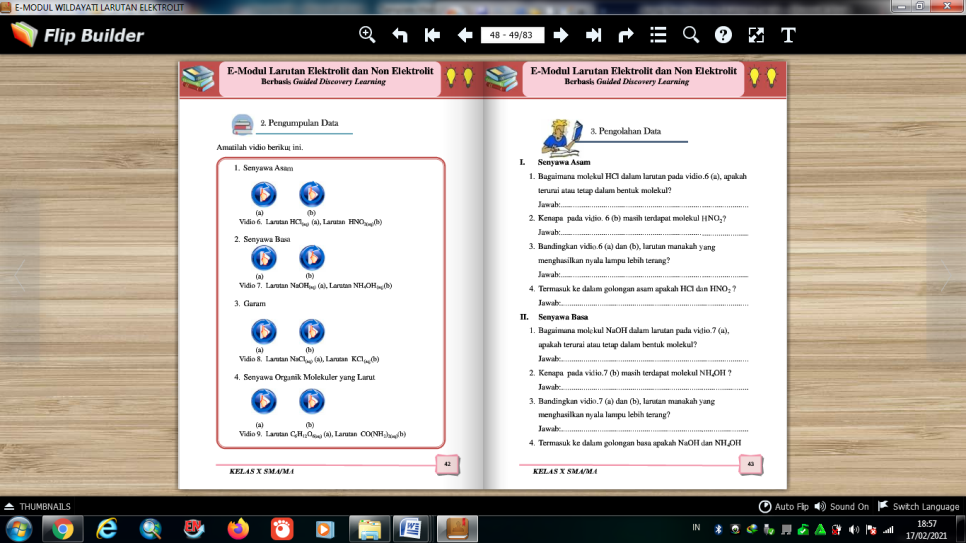 E-MODUL WILDAYATI LARUTAN ELEKTROLIT
Flip Builder
48 - 49/83
E-Modul Larutan Elektrolit dan Non Elektrolit
Berbasis Guided Discovery Learning
2. Pengumpulan Data
Amatilah vidio berikut ini.
1. Senyawa Asam
(a) (b)
Vidio 6. Larutan HCl(aq) (a), Larutan HNO2(aq)(b)
2. Senyawa Basa
(a) (b)
Vidio 7. Larutan NaOH(aq) (a), Larutan NH4OH(aq)(b)
3. Garam
(a) (b)
Vidio 8. Larutan NaCl(aq) (a), Larutan KCl(aq)(b)
4. Senyawa Organik Molekuler yang Larut
(a) (b)
Vidio 9. Larutan C6H12O6(aq) (a), Larutan CO(NH2)2(aq)(b)
KELAS X SMA/MA
42
E-Modul Larutan Elektrolit dan Non Elektrolit
Berbasis Guided Discovery Learning
3. Pengolahan Data
I. Senyawa Asam
1. Bagaimana molekul HCl dalam larutan pada vidio.6 (a), apakah
terurai atau tetap dalam bentuk molekul?
Jawab:
2. Kenapa pada vidio. 6 (b) masih terdapat molekul HNO2?
Jawab:
3. Bandingkan vidio.6 (a) dan (b), larutan manakah yang
menghasilkan nyala lampu lebih terang?
Jawab:
4. Termasuk ke dalam golongan asam apakah HCl dan HNO2 ?
Jawab:
II. Senyawa Basa
1. Bagaimana molekul NaOH dalam larutan pada vidio.7 (a),
apakah terurai atau tetap dalam bentuk molekul?
Jawab:
2. Kenapa pada vidio.7 (b) masih terdapat molekul NH4OH ?
Jawab:
3. Bandingkan vidio.7 (a) dan (b), larutan manakah yang
menghasilkan nyala lampu lebih terang?
Jawab:
4. Termasuk ke dalam golongan basa apakah NaOH dan NH4OH
KELAS X SMA/MA
43
THUMBNAILS
Auto Flip Sound On Switch Language
IN
18:57
17/02/2021